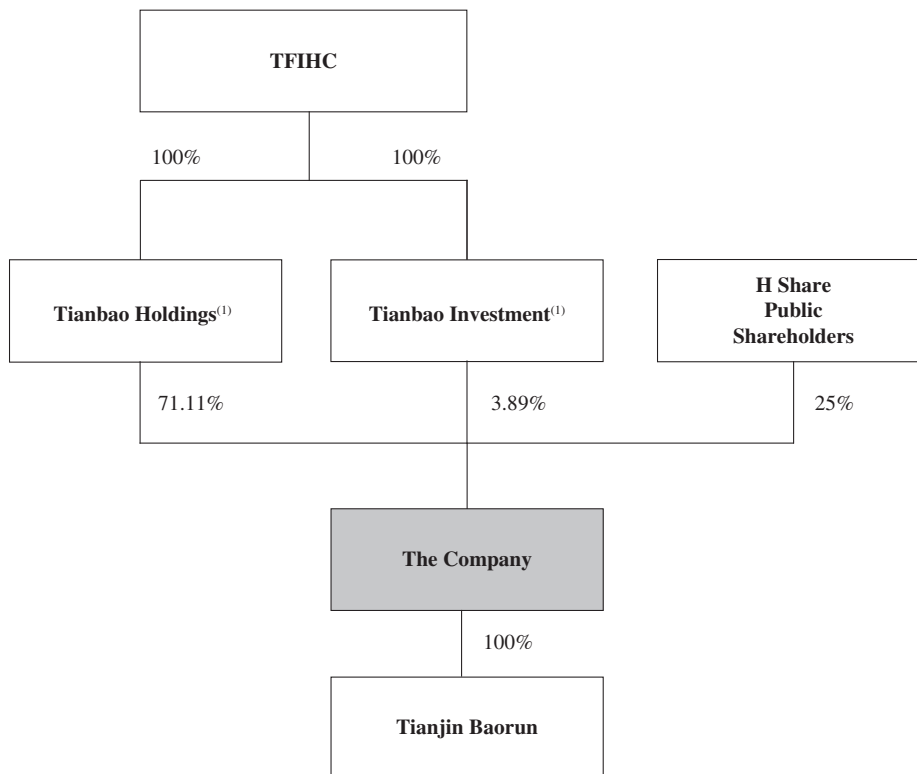 TFIHC
100% 100%
Tianbao Holdings(1)
Tianbao Investment(1)
H Share
Public
Shareholders
71.11% 3.89% 25%
The Company
100%
Tianjin Baorun